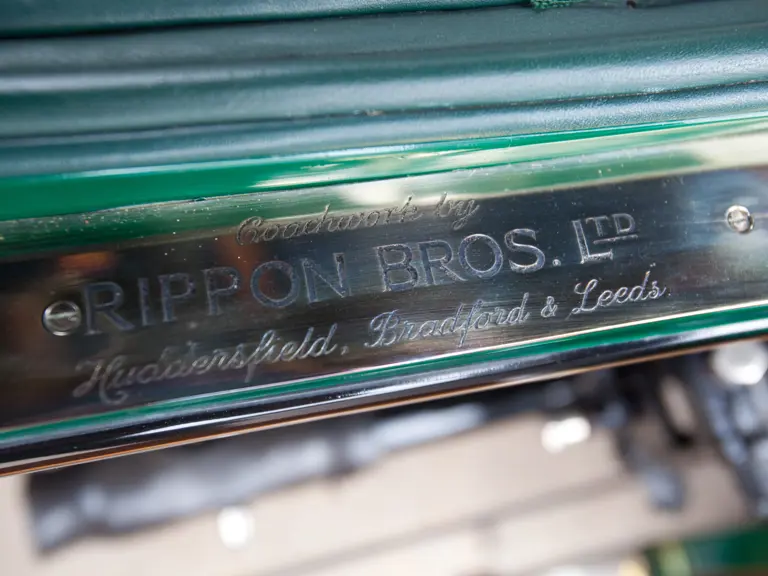 Coachwork by
RIPPON BROS. LTD
Huddersfield, Bradford & Leeds.